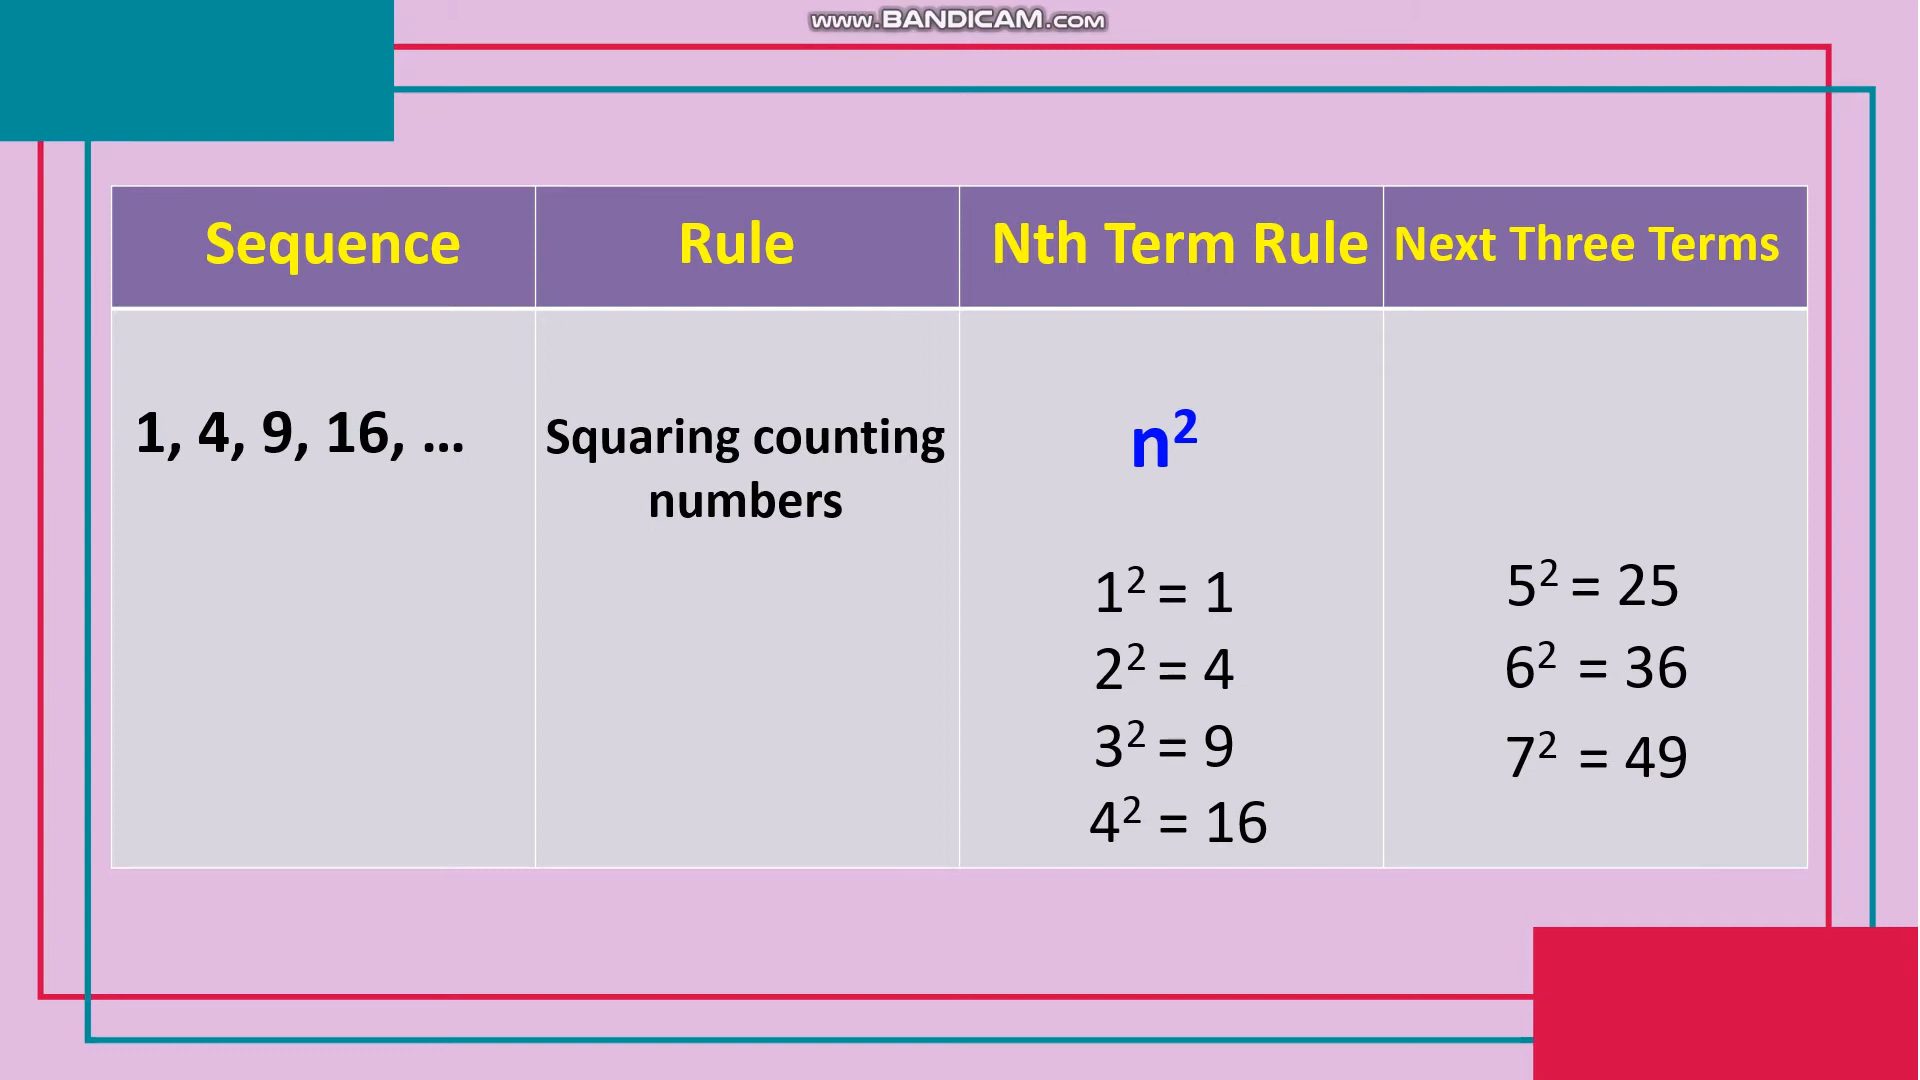 www.BANDICAM.com
Sequence Rule Nth Term Rule Next Three Terms
1, 4, 9, 16, ...
Squaring counting
numbers
n²
1² = 1
2² = 4
3² = 9
4² = 16
5² = 25
6² = 36
7² = 49